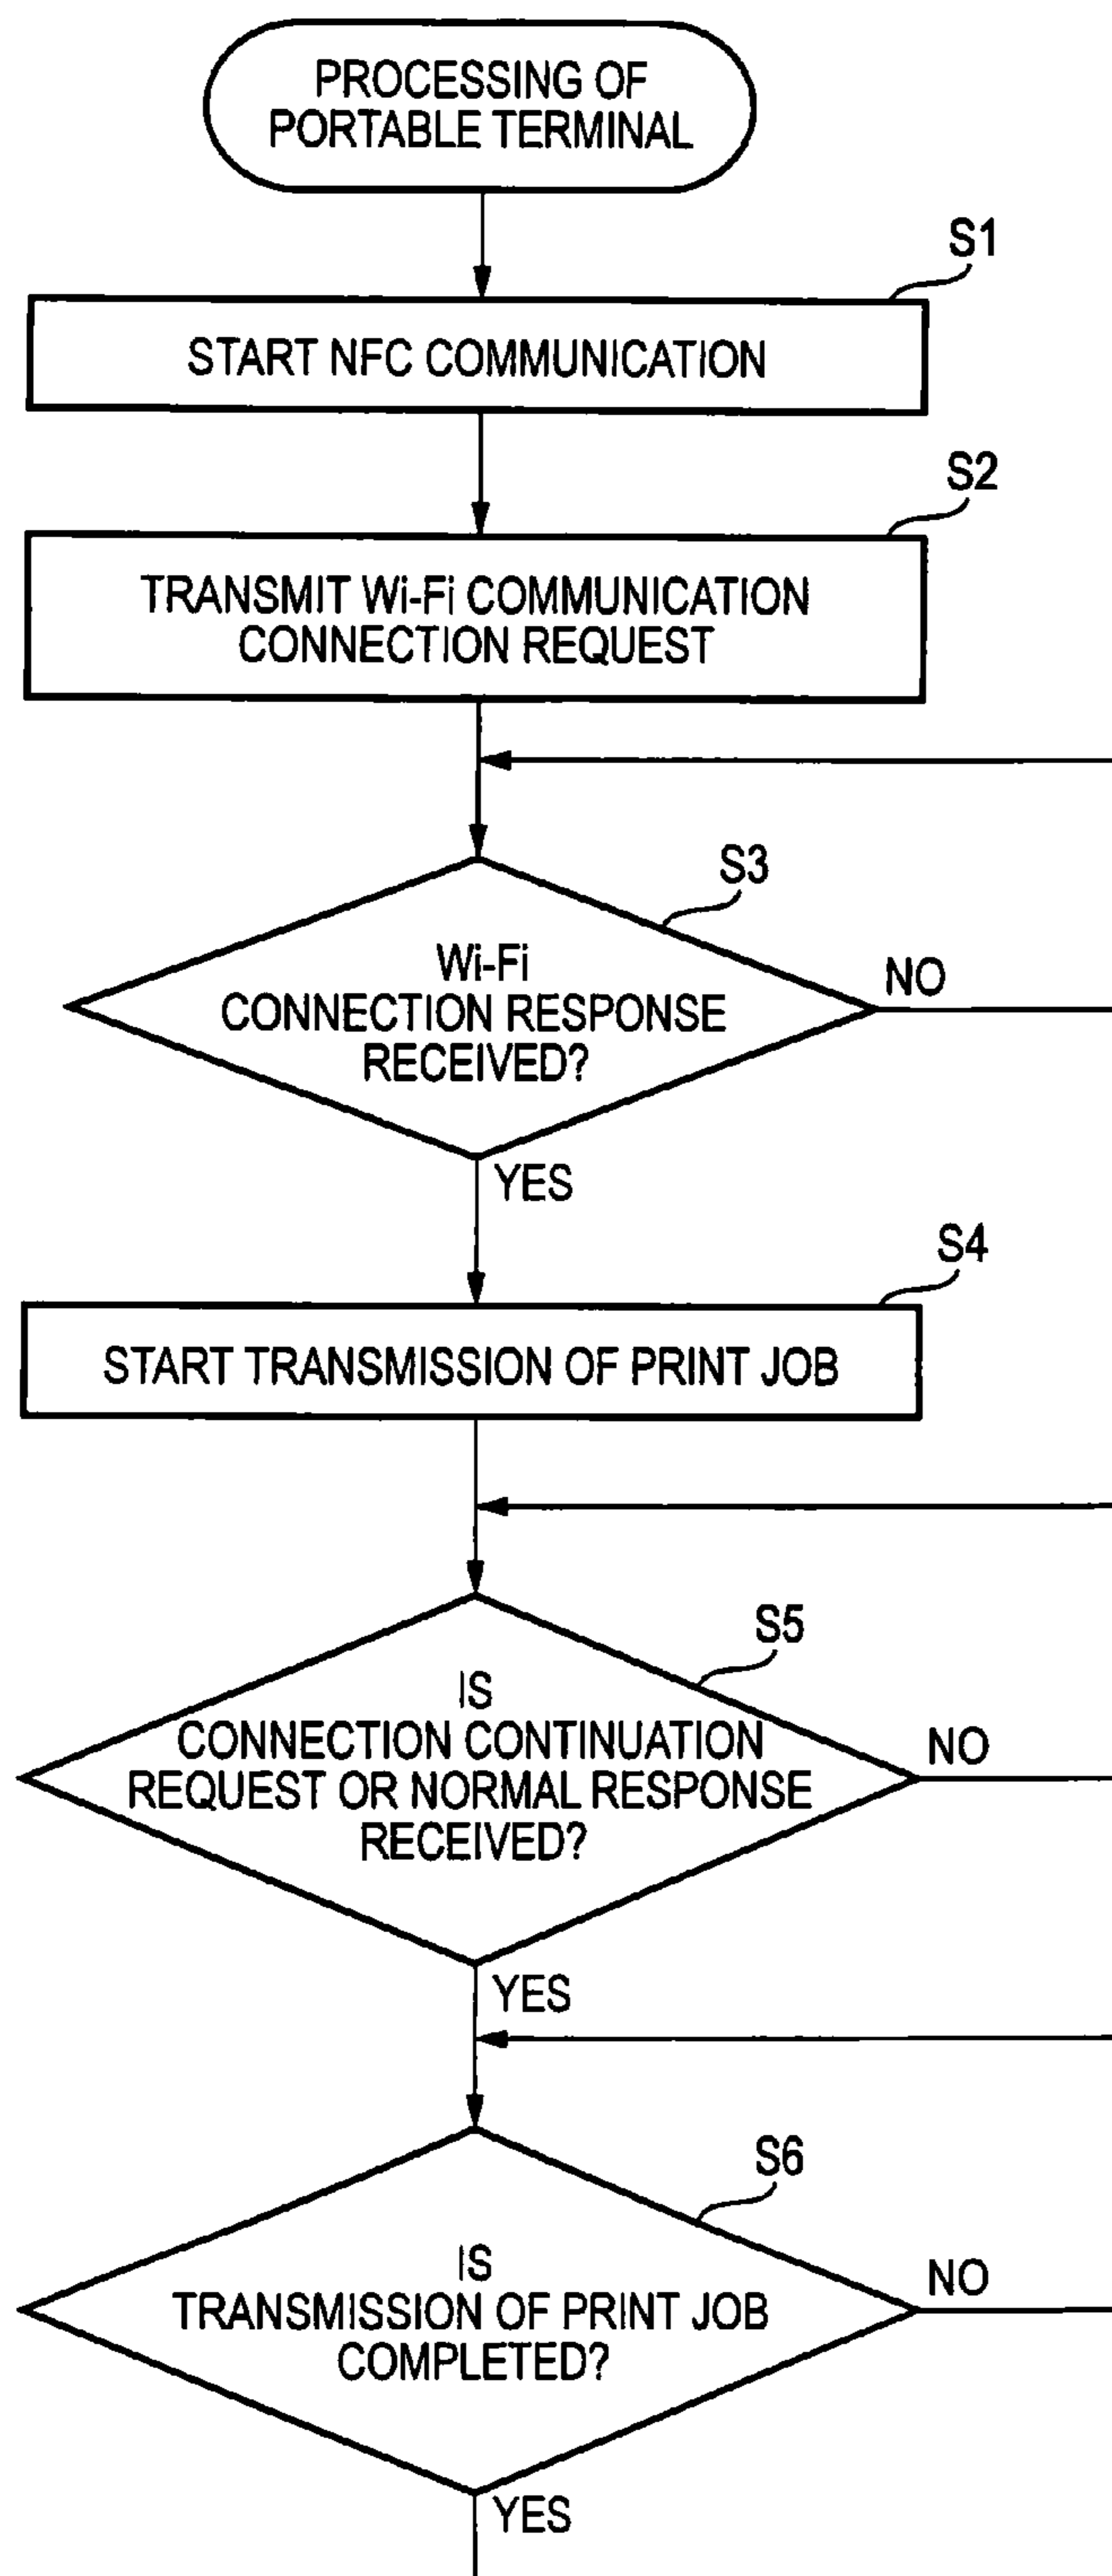 PROCESSING OF
PORTABLE TERMINAL
S1
START NFC COMMUNICATION
S2
TRANSMIT Wi-Fi COMMUNICATION
CONNECTION REQUEST
S3
Wi-Fi
CONNECTION RESPONSE
RECEIVED?
NO
YES
S4
START TRANSMISSION OF PRINT JOB
S5
IS
CONNECTION CONTINUATION
REQUEST OR NORMAL RESPONSE
RECEIVED?
NO
YES
S6
IS
TRANSMISSION OF PRINT JOB
COMPLETED?
NO
YES